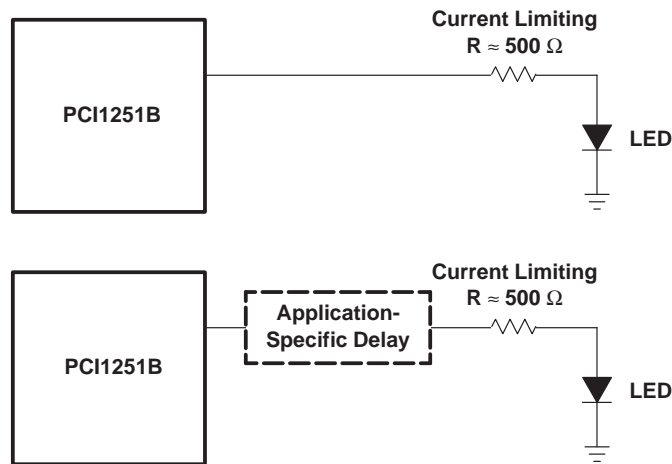 Current Limiting
R ≈ 500 Ω
PCI1251B
LED
Current Limiting
R ≈ 500 Ω
Application-
Specific Delay
PCI1251B
LED